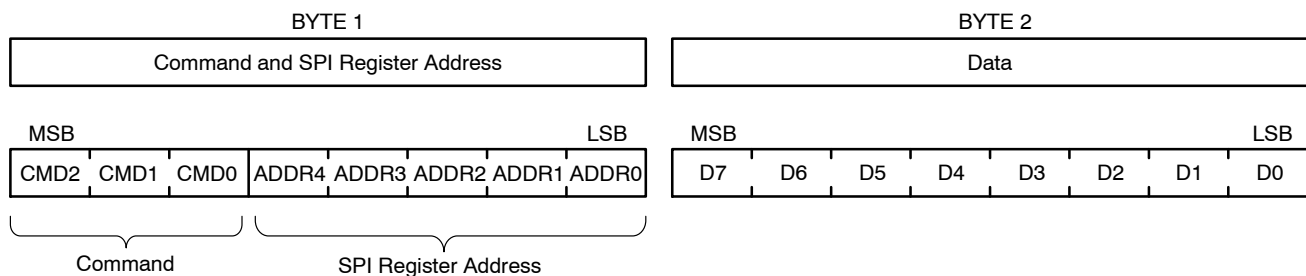 BYTE 1 BYTE 2
Command and SPI Register Address Data
MSB LSB MSB LSB
CMD2 CMD1 CMD0 ADDR4 ADDR3 ADDR2 ADDR1 ADDR0 D7 D6 D5 D4 D3 D2 D1 D0
Command SPI Register Address